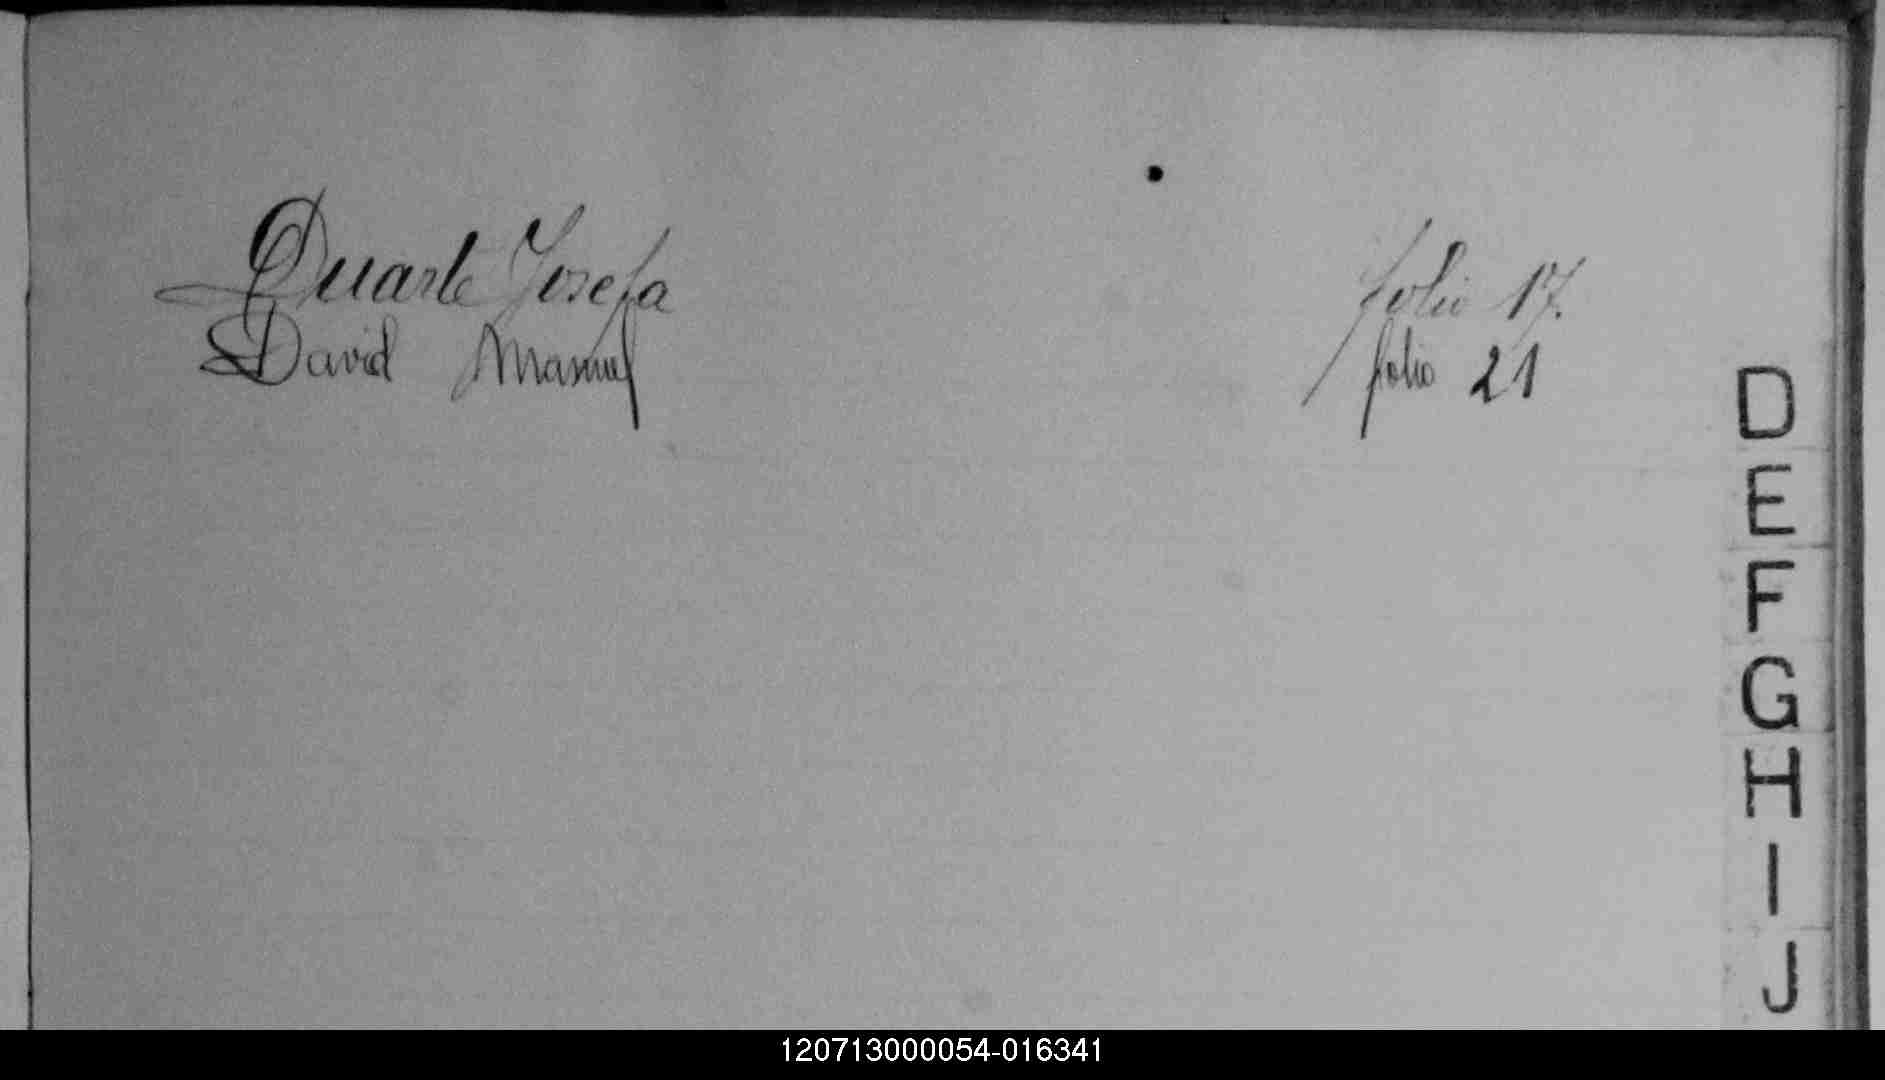 Duarte Josefa folio 17.
David Manuel folio 21
D
E
F
G
H
I
J
120713000054-016341